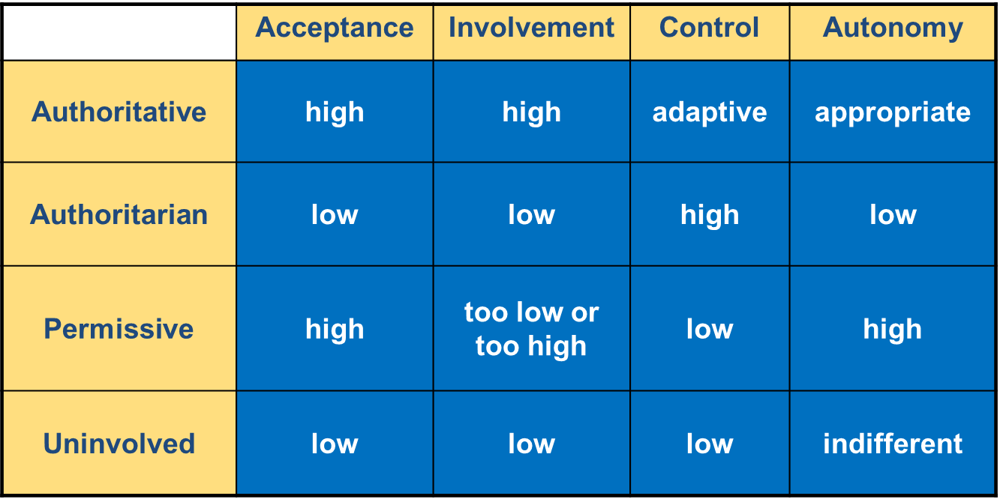 Acceptance Involvement Control Autonomy
Authoritative high high adaptive appropriate
Authoritarian low low high low
Permissive high too low or too high low high
Uninvolved low low low indifferent